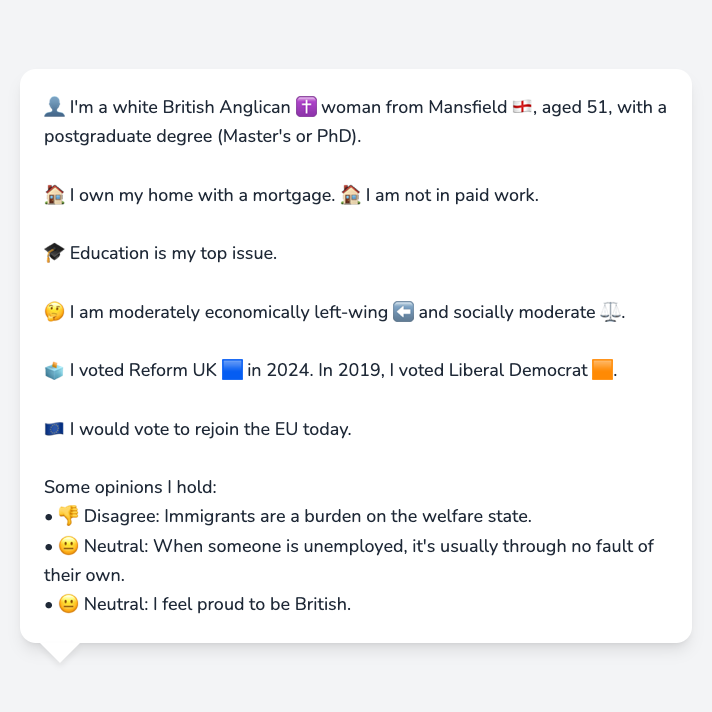 👤 I'm a white British Anglican ✝️ woman from Mansfield 🏴󠁧󠁢󠁥󠁮󠁧󠁿, aged 51, with a
postgraduate degree (Master's or PhD).
🏠 I own my home with a mortgage. 🏠 I am not in paid work.
🎓 Education is my top issue.
🤔 I am moderately economically left-wing ⬅️ and socially moderate ⚖️.
🗳️ I voted Reform UK 🟦 in 2024. In 2019, I voted Liberal Democrat 🟧.
🇪🇺 I would vote to rejoin the EU today.
Some opinions I hold:
• 👎 Disagree: Immigrants are a burden on the welfare state.
• 😐 Neutral: When someone is unemployed, it's usually through no fault of
their own.
• 😐 Neutral: I feel proud to be British.